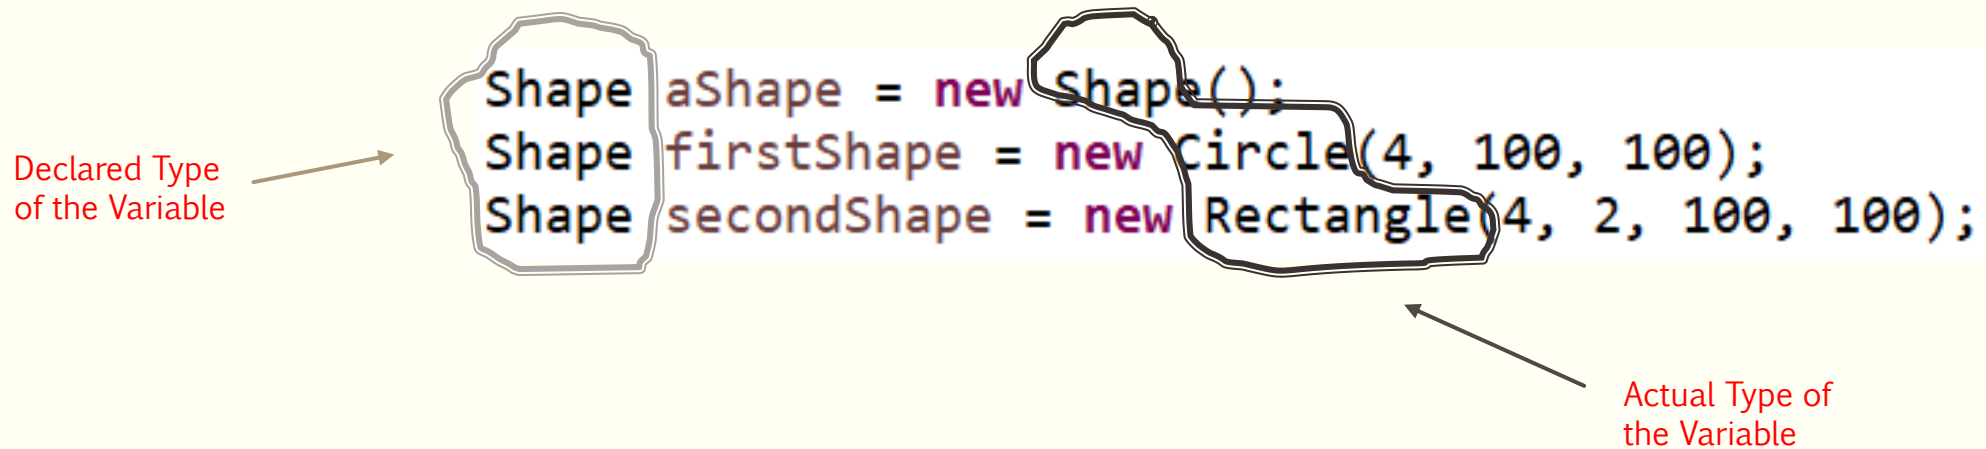 Shape aShape = new Shape();
Shape firstShape = new Circle(4, 100, 100);
Shape secondShape = new Rectangle(4, 2, 100, 100);
Declared Type
of the Variable
Actual Type of
the Variable